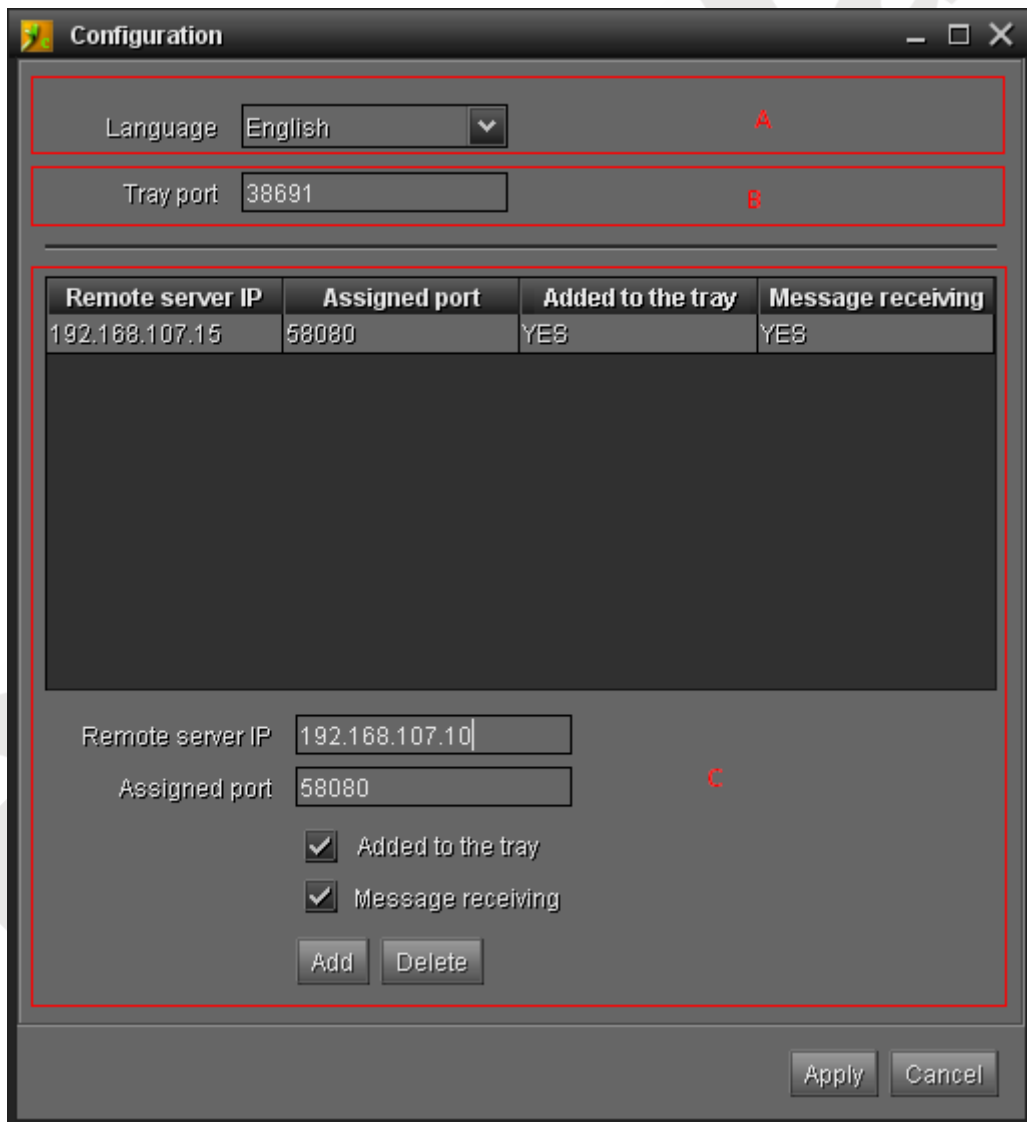 Configuration
Language English A
Tray port 38691 B
Remote server IP Assigned port Added to the tray Message receiving
192.168.107.15 58080 YES YES
Remote server IP 192.168.107.10
Assigned port 58080 C
Added to the tray
Message receiving
Add Delete
Apply Cancel